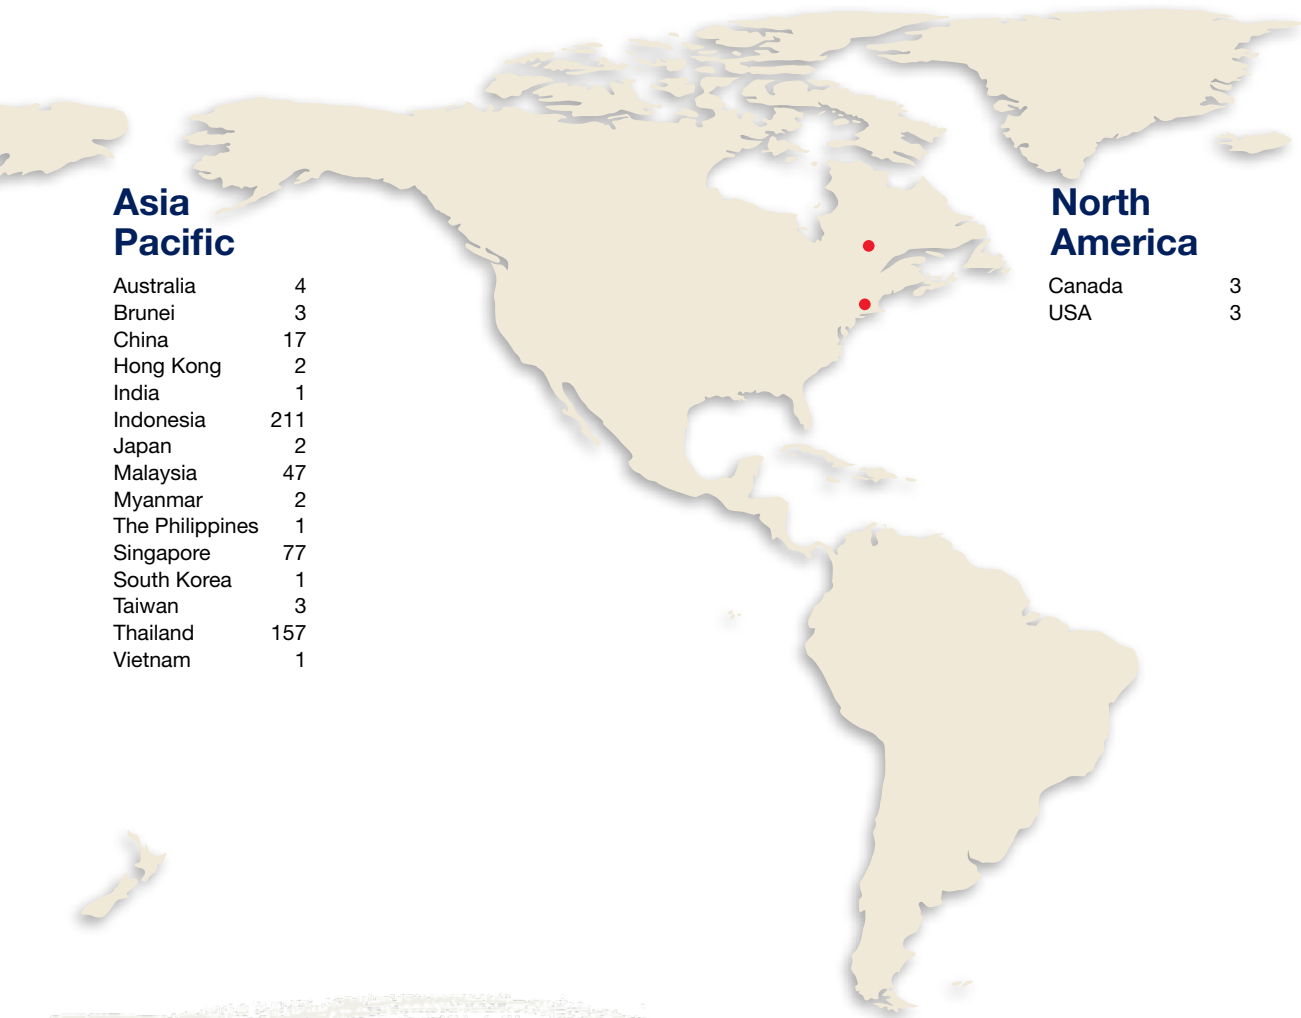 Asia
Pacific
Australia 4
Brunei 3
China 17
Hong Kong 2
India 1
Indonesia 211
Japan 2
Malaysia 47
Myanmar 2
The Philippines 1
Singapore 77
South Korea 1
Taiwan 3
Thailand 157
Vietnam 1
North
America
Canada 3
USA 3